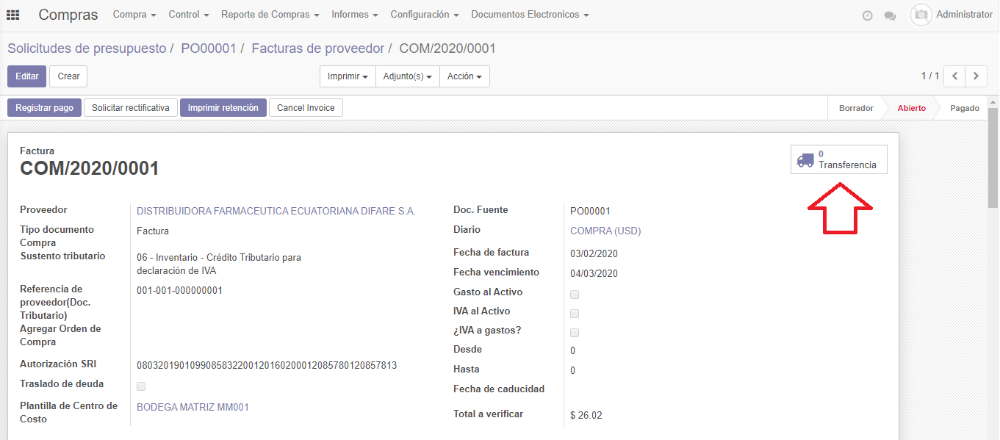 Compras Compra Control Reporte de Compras Informes Configuración Documentos Electronicos Administrator
Solicitudes de presupuesto / PO00001 / Facturas de proveedor / COM/2020/0001
Editar Crear Imprimir Adjunto(s) Acción 1 / 1
Registrar pago Solicitar rectificativa Imprimir retención Cancel Invoice Borrador Abierto Pagado
Factura
COM/2020/0001
0
Transferencia
Proveedor DISTRIBUIDORA FARMACEUTICA ECUATORIANA DIFARE S.A.
Tipo documento
Compra
Factura
Sustento tributario
06 - Inventario - Crédito Tributario para
declaración de IVA
Referencia de
proveedor(Doc.
Tributario)
001-001-000000001
Agregar Orden de
Compra
Autorización SRI 0803201901099085832200120160200012085780120857813
Traslado de deuda
Plantilla de Centro de
Costo
BODEGA MATRIZ MM001
Doc. Fuente PO00001
Diario COMPRA (USD)
Fecha de factura 03/02/2020
Fecha vencimiento 04/03/2020
Gasto al Activo
IVA al Activo
¿IVA a gastos?
Desde 0
Hasta 0
Fecha de caducidad
Total a verificar $ 26.02